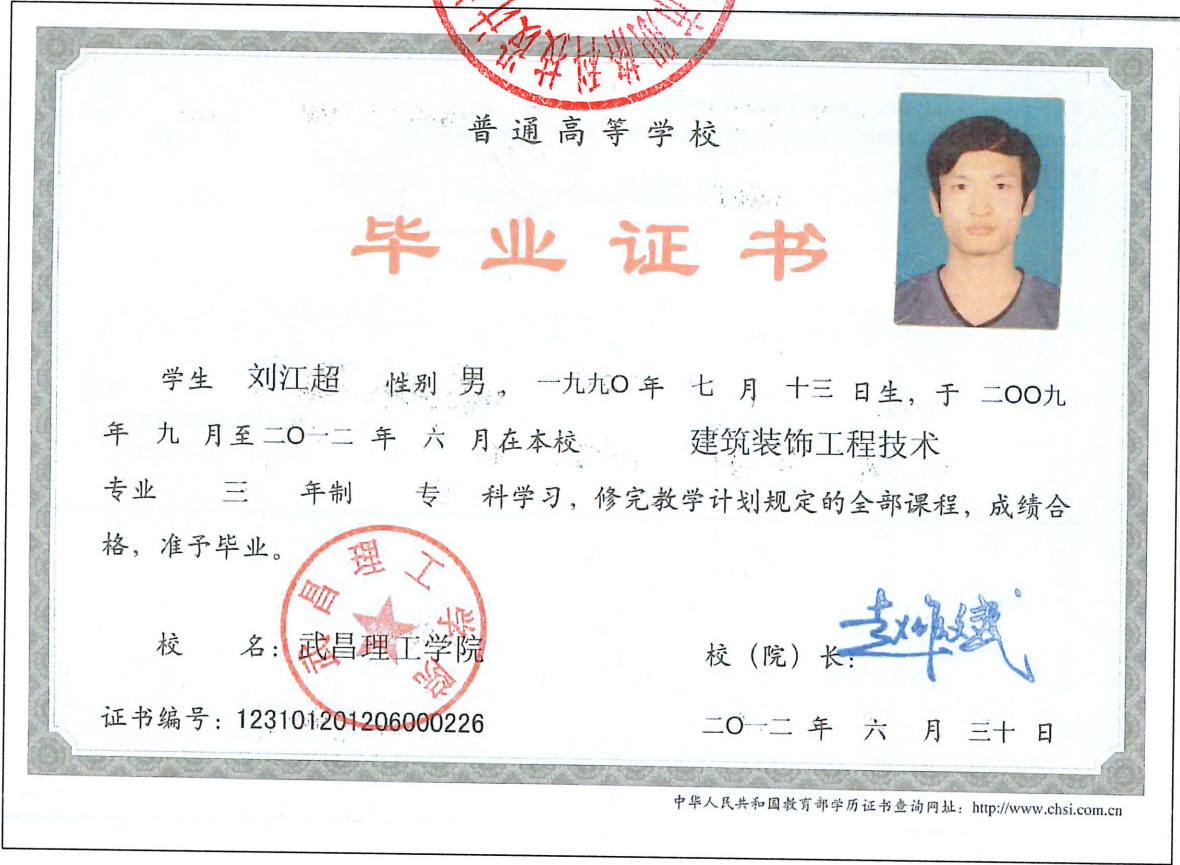 普通高等学校
毕业证书
学生 刘江超 性别 男。 一九九〇年 七 月 十三 日生，于 二〇〇九
年 九 月至二〇一二 年 六 月在本校 建筑装饰工程技术
专业 三 年制 专 科学习，修完教学计划规定的全部课程，成绩合
格，准予毕业。
武昌理工学院
校 名：武昌理工学院
校（院）长：
证书编号：123101201206000226
二〇一二 年 六 月 三十 日
中华人民共和国教育部学历证书查询网址：http://www.chsi.com.cn